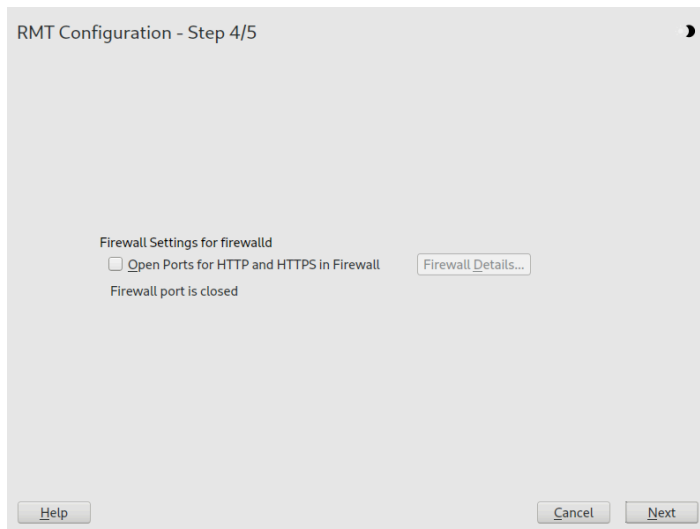 RMT Configuration - Step 4/5
Firewall Settings for firewalld
Open Ports for HTTP and HTTPS in Firewall
Firewall Details...
Firewall port is closed
Help
Cancel
Next